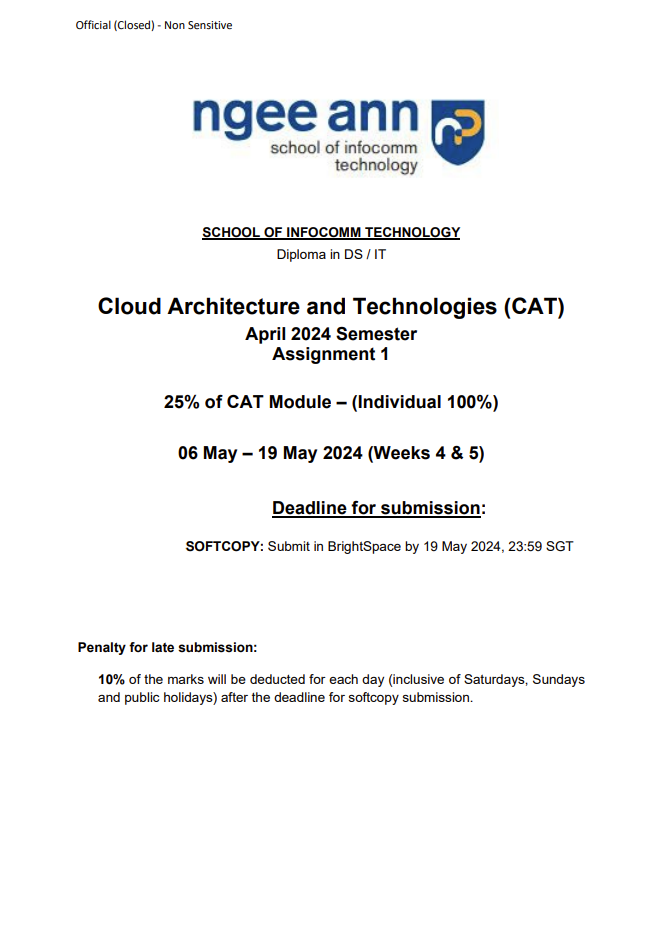 Official (Closed) - Non Sensitive
ngee ann
school of infocomm
technology
SCHOOL OF INFOCOMM TECHNOLOGY
Diploma in DS / IT
Cloud Architecture and Technologies (CAT)
April 2024 Semester
Assignment 1
25% of CAT Module – (Individual 100%)
06 May – 19 May 2024 (Weeks 4 & 5)
Deadline for submission:
SOFTCOPY: Submit in BrightSpace by 19 May 2024, 23:59 SGT
Penalty for late submission:
10% of the marks will be deducted for each day (inclusive of Saturdays, Sundays
and public holidays) after the deadline for softcopy submission.